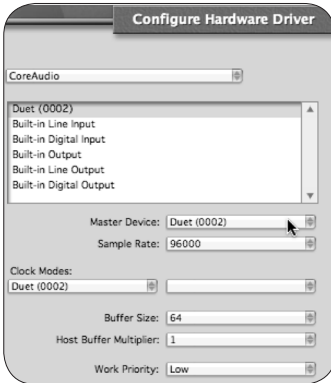 Configure Hardware Driver
CoreAudio
Duet (0002)
Built-in Line Input
Built-in Digital Input
Built-in Output
Built-in Line Output
Built-in Digital Output
Master Device: Duet (0002)
Sample Rate: 96000
Clock Modes:
Duet (0002)
Buffer Size: 64
Host Buffer Multiplier: 1
Work Priority: Low